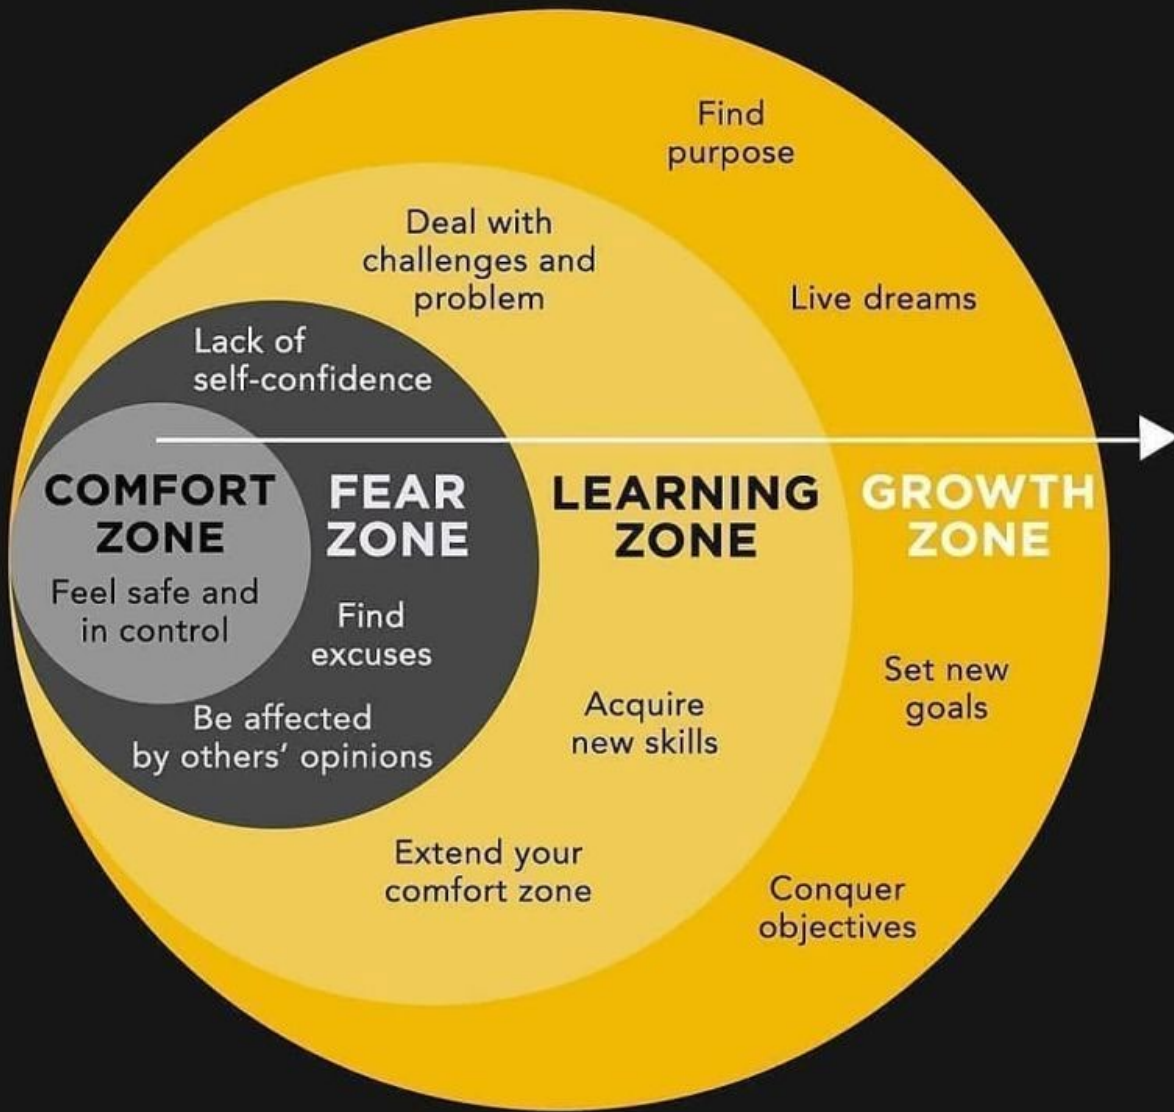 Find
purpose
Deal with
challenges and
problem
Live dreams
Lack of
self-confidence
COMFORT
ZONE
Feel safe and
in control
FEAR
ZONE
Find
excuses
Be affected
by others' opinions
LEARNING
ZONE
Acquire
new skills
Extend your
comfort zone
GROWTH
ZONE
Set new
goals
Conquer
objectives